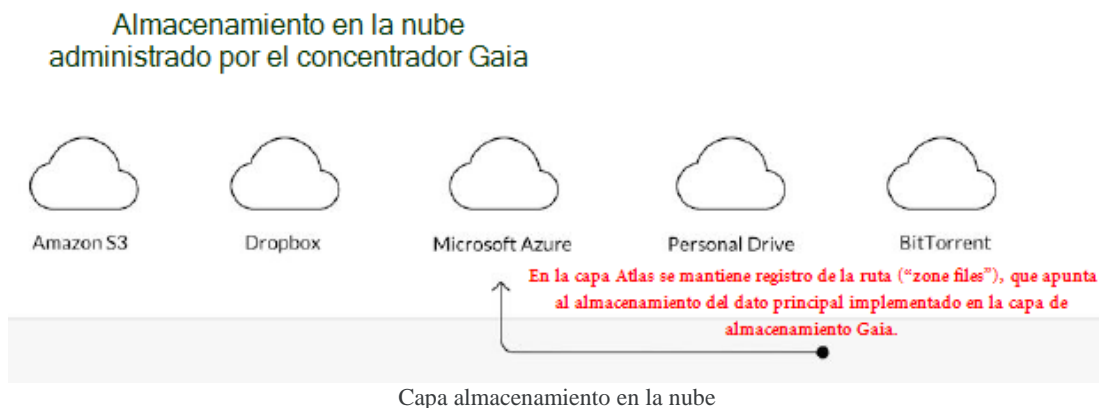 Almacenamiento en la nube
administrado por el concentrador Gaia
Amazon S3
Dropbox
Microsoft Azure
Personal Drive
BitTorrent
En la capa Atlas se mantiene registro de la ruta (“zone files”), que apunta
al almacenamiento del dato principal implementado en la capa de
almacenamiento Gaia.
Capa almacenamiento en la nube